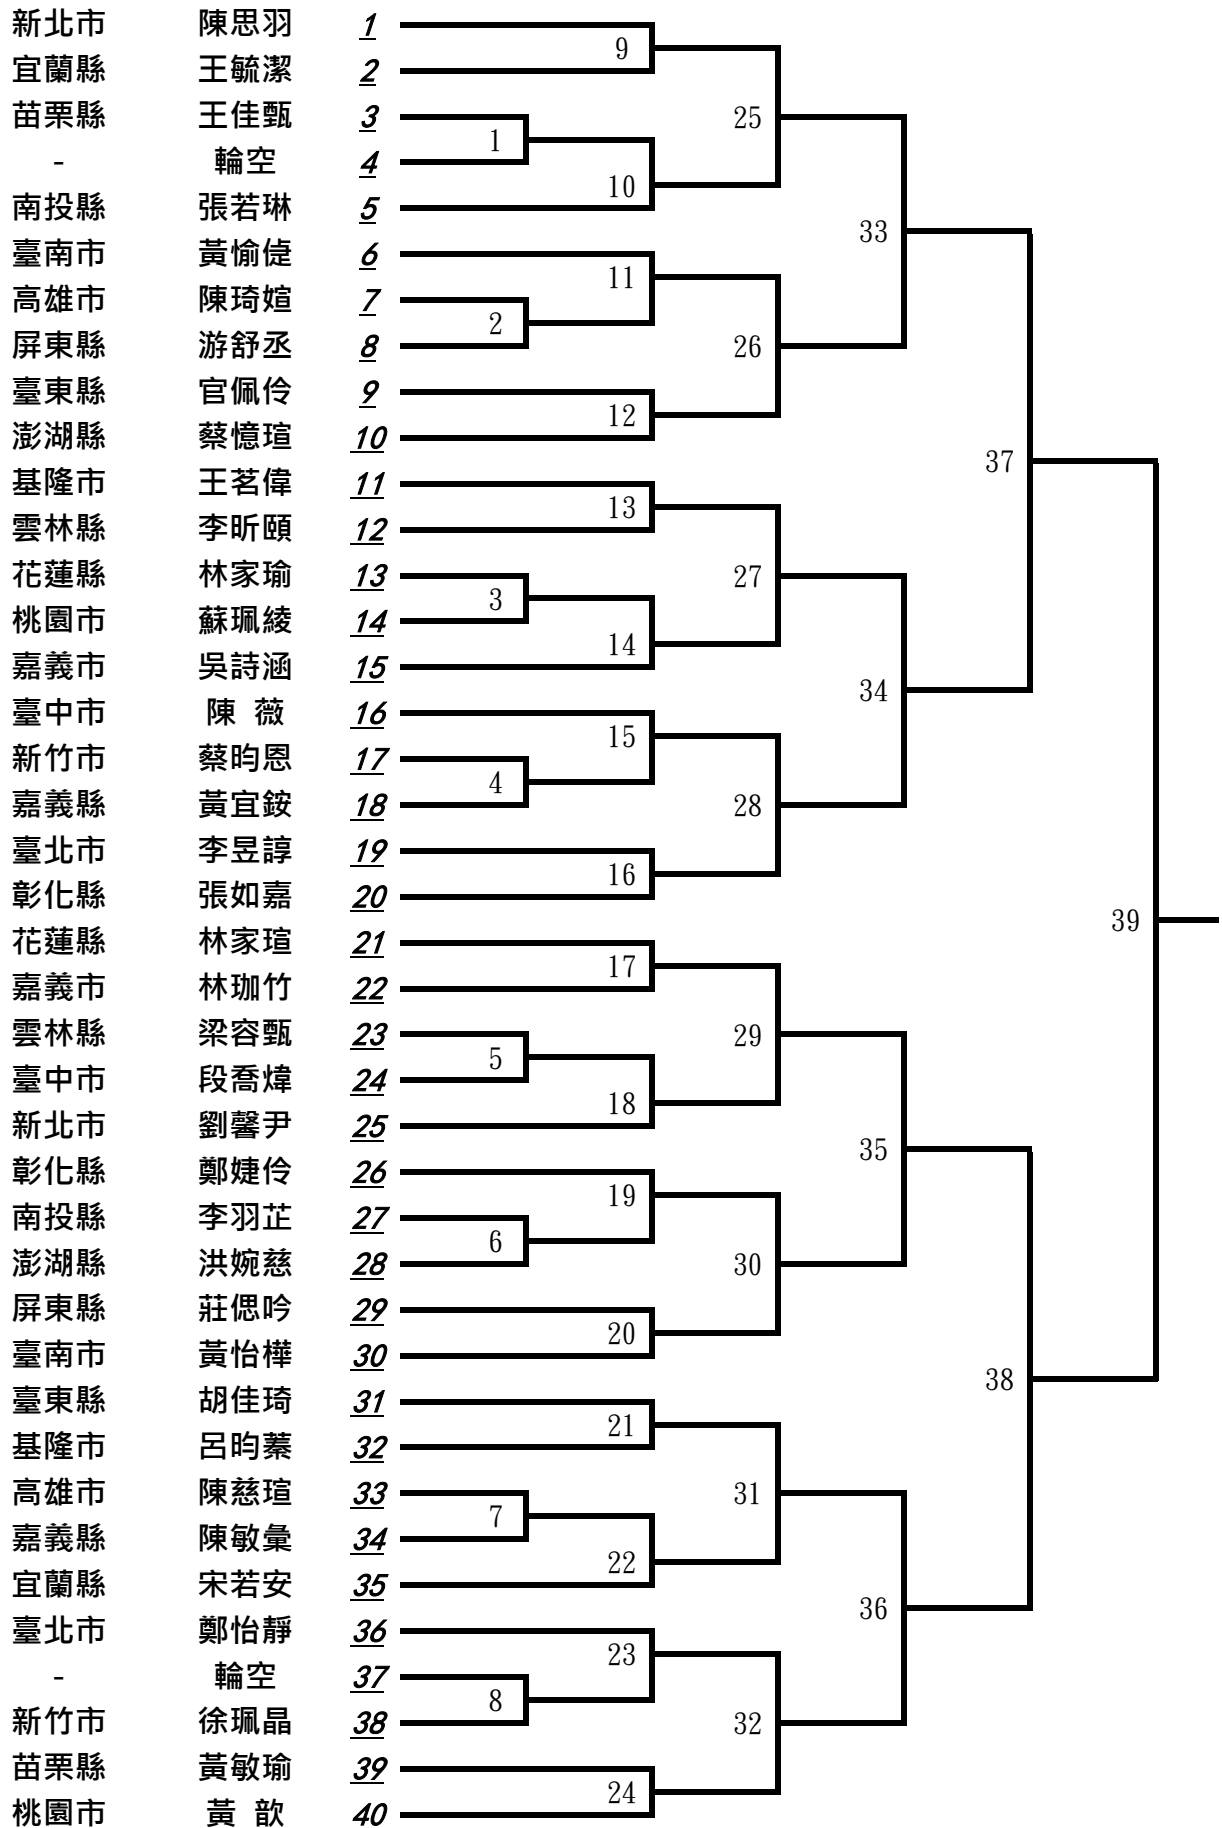 新北市 陳思羽 1
9
宜蘭縣 王毓潔 2
苗栗縣 王佳甄 3
25
1
- 輪空 4
10
南投縣 張若琳 5
33
臺南市 黃愉偼 6
11
高雄市 陳琦媗 7
2
屏東縣 游舒丞 8
26
臺東縣 官佩伶 9
12
澎湖縣 蔡憶瑄 10
37
基隆市 王茗偉 11
13
雲林縣 李昕頤 12
花蓮縣 林家瑜 13
27
3
桃園市 蘇珮綾 14
14
嘉義市 吳詩涵 15
34
臺中市 陳 薇 16
15
新竹市 蔡昀恩 17
4
嘉義縣 黃宜銨 18
28
臺北市 李昱諄 19
16
彰化縣 張如嘉 20
39
花蓮縣 林家瑄 21
17
嘉義市 林珈竹 22
雲林縣 梁容甄 23
29
5
臺中市 段喬煒 24
18
新北市 劉馨尹 25
35
彰化縣 鄭婕伶 26
19
南投縣 李羽芷 27
6
澎湖縣 洪婉慈 28
30
屏東縣 莊偲吟 29
20
臺南市 黃怡樺 30
38
臺東縣 胡佳琦 31
21
基隆市 呂昀蓁 32
高雄市 陳慈瑄 33
31
7
嘉義縣 陳敏彙 34
22
宜蘭縣 宋若安 35
36
臺北市 鄭怡靜 36
23
- 輪空 37
8
新竹市 徐珮晶 38
32
苗栗縣 黃敏瑜 39
24
桃園市 黃 歆 40